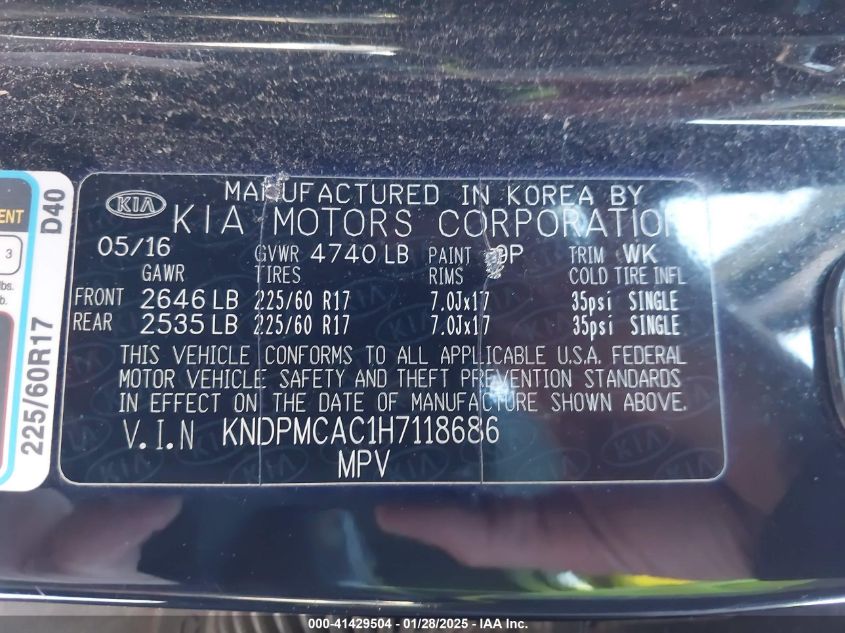 MANUFACTURED IN KOREA BY
KIA KIA MOTORS CORPORATION
05/16 GVWR 4740 LB PAINT 9P TRIM WK
GAWR TIRES RIMS COLD TIRE INFL
FRONT 2646 LB 225/60 R17 7.0Jx17 35psi SINGLE
REAR 2535 LB 225/60 R17 7.0Jx17 35psi SINGLE
THIS VEHICLE CONFORMS TO ALL APPLICABLE U.S.A. FEDERAL
MOTOR VEHICLE SAFETY AND THEFT PREVENTION STANDARDS
IN EFFECT ON THE DATE OF MANUFACTURE SHOWN ABOVE.
V.I.N KNDPMCAC1H7118686
MPV
225/60R17 D40
3
000-41429504 - 01/28/2025 - IAA Inc.